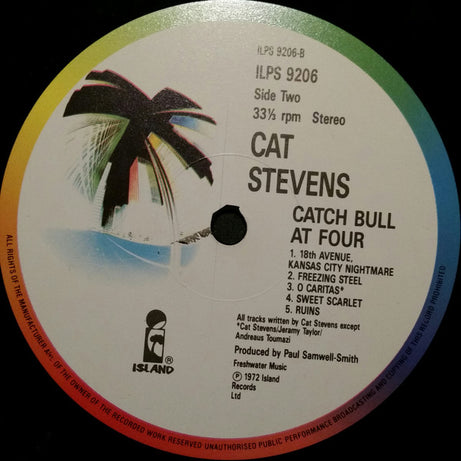 ILPS 9206-B
ILPS 9206
Side Two
33⅓ rpm Stereo
CAT
STEVENS
CATCH BULL
AT FOUR
1. 18th AVENUE,
KANSAS CITY NIGHTMARE
2. FREEZING STEEL
3. O CARITAS*
4. SWEET SCARLET
5. RUINS
All tracks written by Cat Stevens except
*Cat Stevens/Jeramy Taylor/
Andreaus Toumazi
Produced by Paul Samwell-Smith
Freshwater Music
℗ 1972 Island
Records
Ltd
i
ISLAND®
ALL RIGHTS OF THE MANUFACTURER AND OF THE OWNER OF THE RECORDED WORK RESERVED UNAUTHORISED PUBLIC PERFORMANCE BROADCASTING AND COPYING OF THIS RECORD PROHIBITED